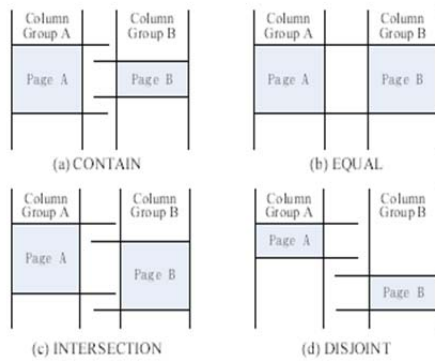 Column
Group A
Column
Group B
Page A
Page B
(a) CONTAIN
Column
Group A
Column
Group B
Page A
Page B
(b) EQUAL
Column
Group A
Column
Group B
Page A
Page B
(c) INTERSECTION
Column
Group A
Column
Group B
Page A
Page B
(d) DISJOINT